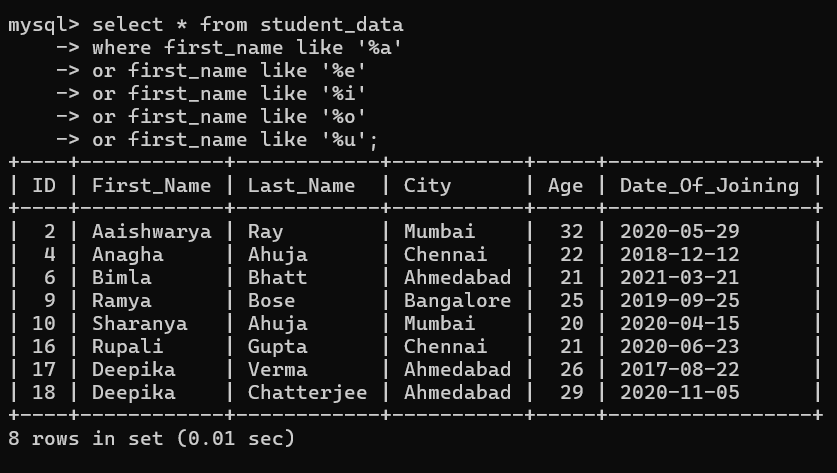 mysql> select * from student_data
    -> where first_name like '%a'
    -> or first_name like '%e'
    -> or first_name like '%i'
    -> or first_name like '%o'
    -> or first_name like '%u';
+----+------------+-------------+-----------+-----+-----------------+
| ID | First_Name | Last_Name   | City      | Age | Date_Of_Joining |
+----+------------+-------------+-----------+-----+-----------------+
|  2 | Aaishwarya | Ray         | Mumbai    |  32 | 2020-05-29      |
|  4 | Anagha     | Ahuja       | Chennai   |  22 | 2018-12-12      |
|  6 | Bimla      | Bhatt       | Ahmedabad |  21 | 2021-03-21      |
|  9 | Ramya      | Bose        | Bangalore |  25 | 2019-09-25      |
| 10 | Sharanya   | Ahuja       | Mumbai    |  20 | 2020-04-15      |
| 16 | Rupali     | Gupta       | Chennai   |  21 | 2020-06-23      |
| 17 | Deepika    | Verma       | Ahmedabad |  26 | 2017-08-22      |
| 18 | Deepika    | Chatterjee  | Ahmedabad |  29 | 2020-11-05      |
+----+------------+-------------+-----------+-----+-----------------+
8 rows in set (0.01 sec)